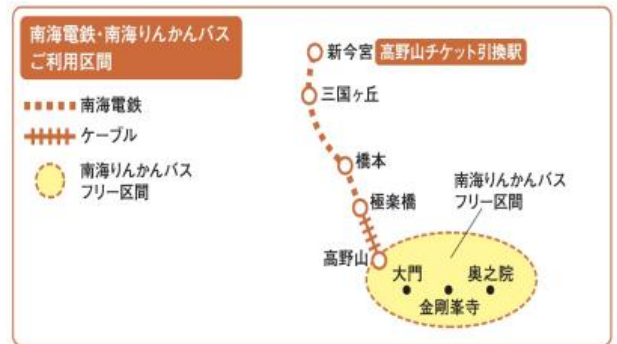 南海電鉄・南海りんかんバス
ご利用区間
南海電鉄
ケーブル
南海りんかんバス
フリー区間
新今宮 高野山チケット引換駅
三国ヶ丘
橋本
極楽橋
高野山
南海りんかんバス
フリー区間
大門
奥之院
金剛峯寺